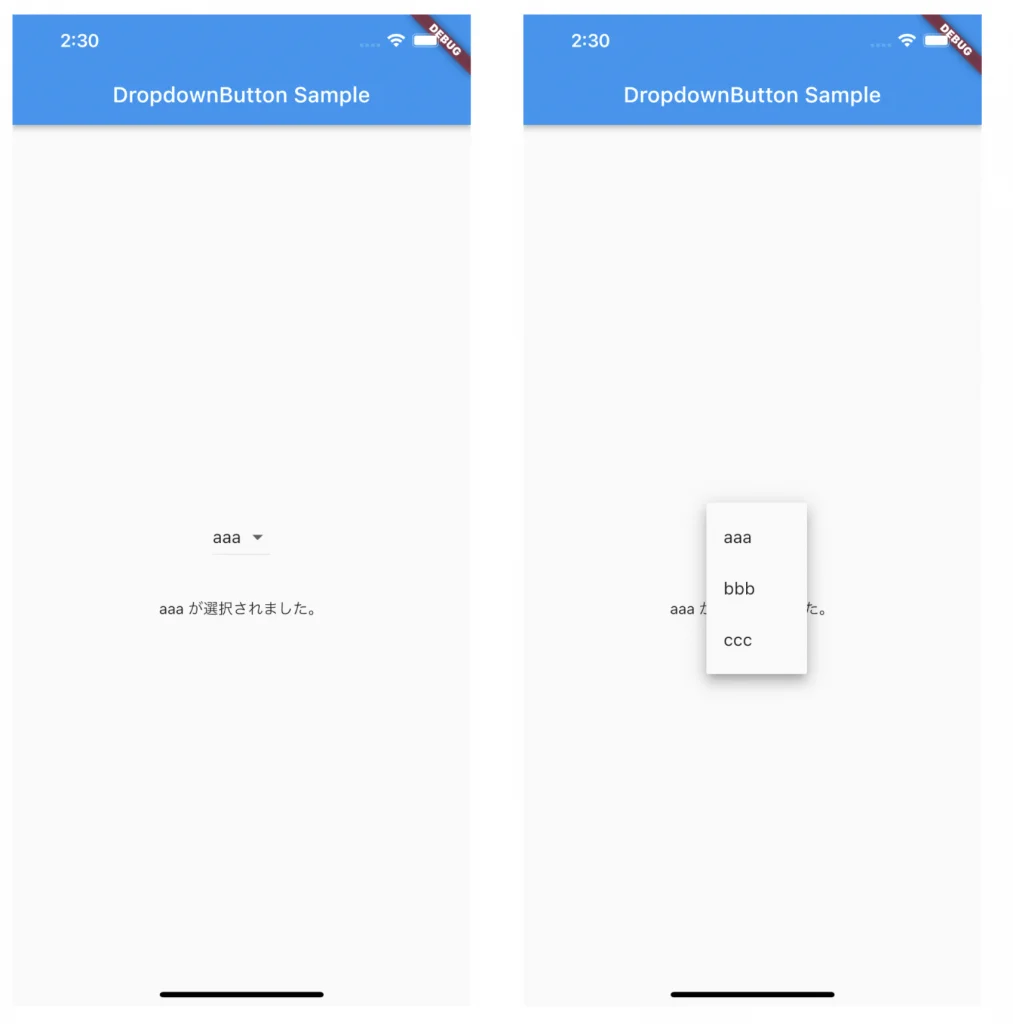 2:30
DEBUG
DropdownButton Sample
aaa
aaa が選択されました。
2:30
DEBUG
DropdownButton Sample
aaa
bbb
aaa か た。
ccc